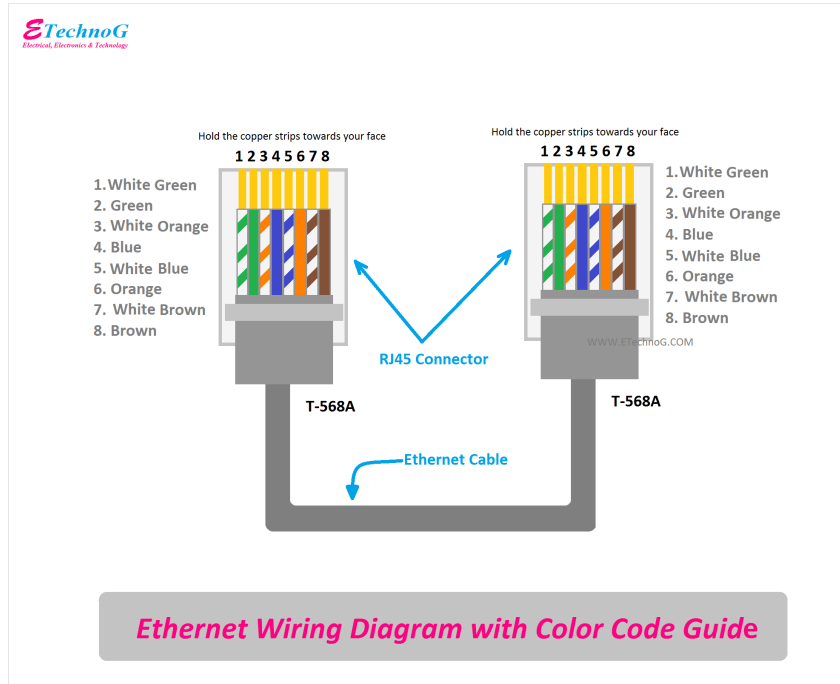 ETechnoG
Electrical, Electronics & Technology
Hold the copper strips towards your face
1 2 3 4 5 6 7 8
1. White Green
2. Green
3. White Orange
4. Blue
5. White Blue
6. Orange
7. White Brown
8. Brown
T-568A
Hold the copper strips towards your face
1 2 3 4 5 6 7 8
1. White Green
2. Green
3. White Orange
4. Blue
5. White Blue
6. Orange
7. White Brown
8. Brown
WWW.ETechnoG.COM
T-568A
RJ45 Connector
Ethernet Cable
Ethernet Wiring Diagram with Color Code Guide